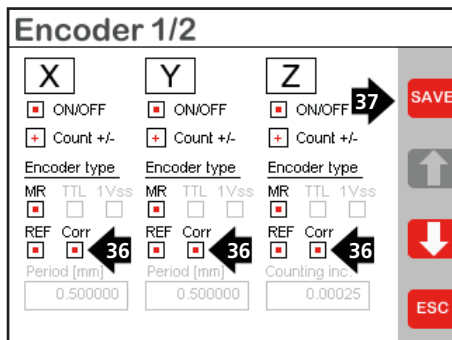 Encoder 1/2
X Y Z
ON/OFF ON/OFF ON/OFF 37 SAVE
+ Count +/- + Count +/- + Count +/-
Encoder type Encoder type Encoder type
MR TTL 1Vss MR TTL 1Vss MR TTL 1Vss
REF Corr REF Corr REF Corr
36 36 36
Period [mm] Period [mm] Counting inc.
0.500000 0.500000 0.00025
ESC